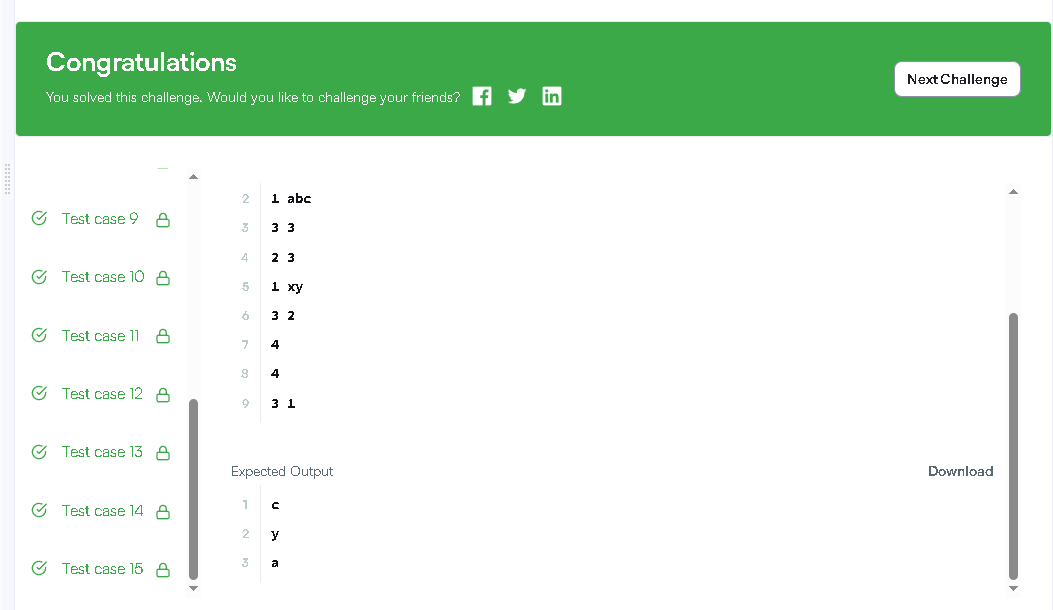 Congratulations
You solved this challenge. Would you like to challenge your friends?
Next Challenge
Test case 9
Test case 10
Test case 11
Test case 12
Test case 13
Test case 14
Test case 15
2 1 abc
3 3 3
4 2 3
5 1 xy
6 3 2
7 4
8 4
9 3 1
Expected Output
Download
1 c
2 y
3 a